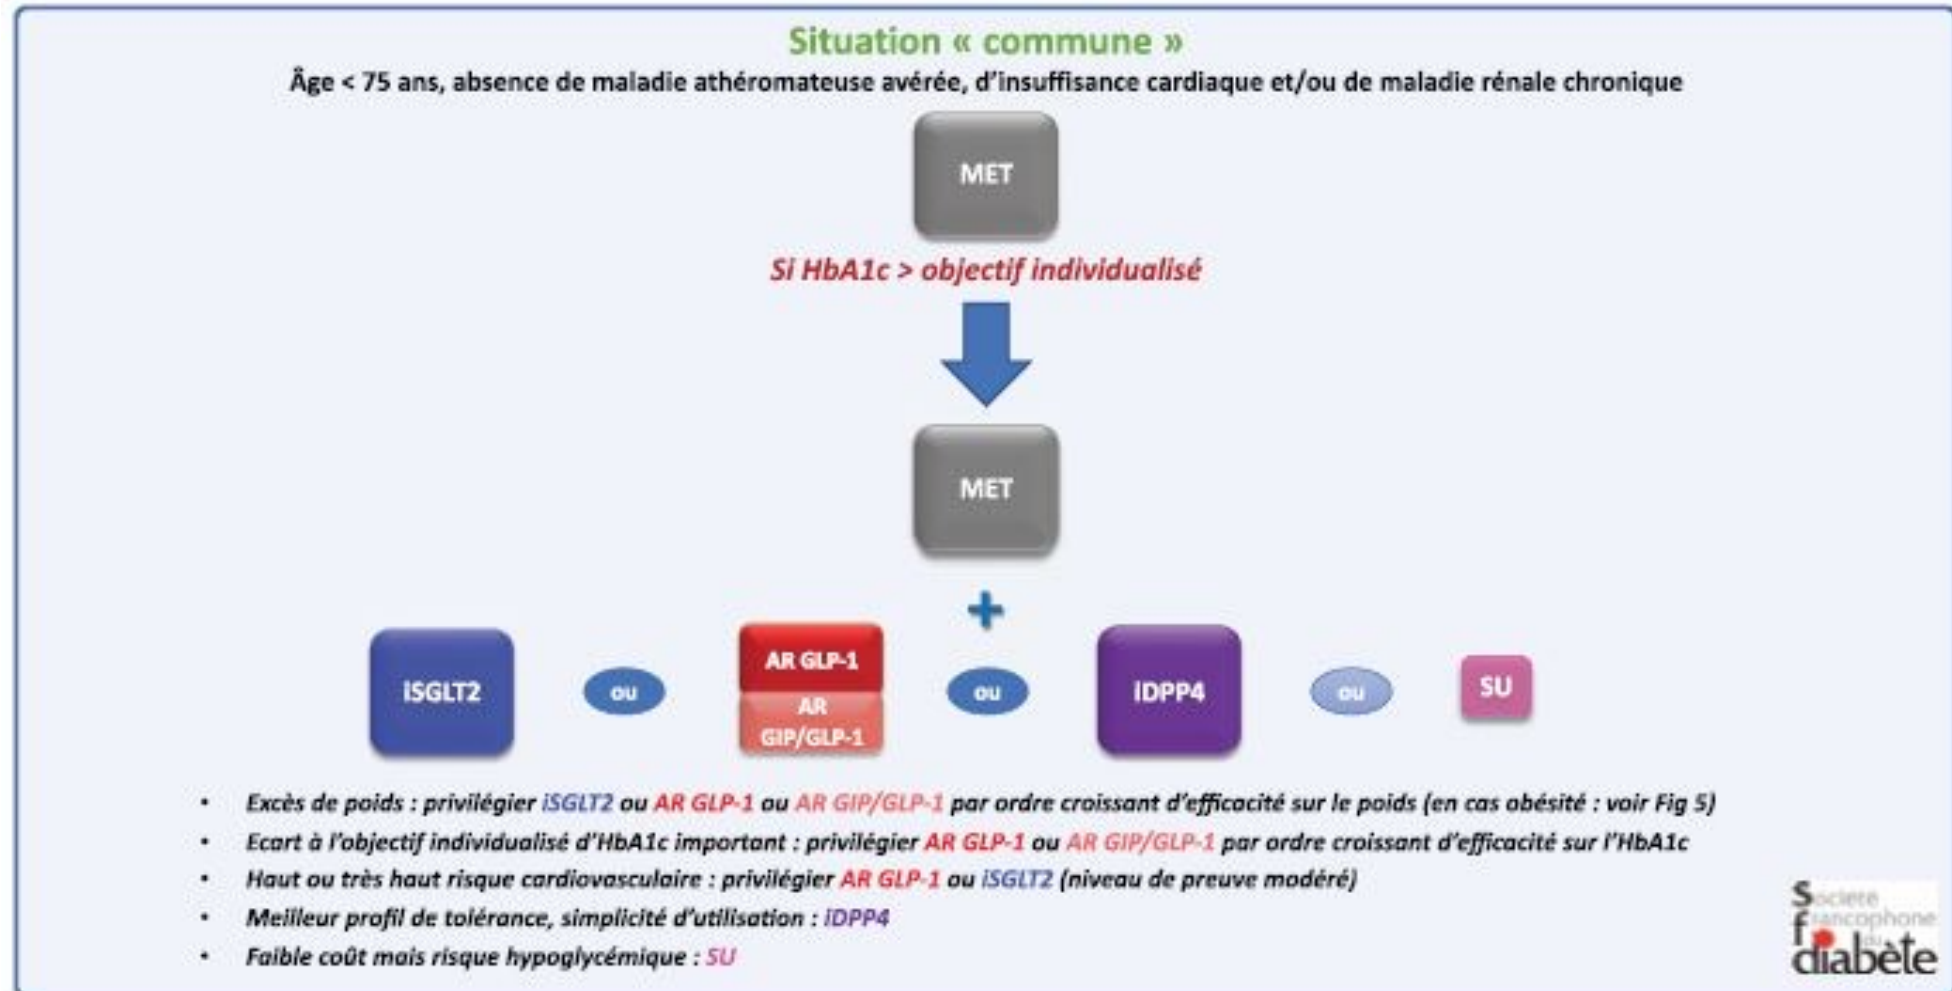 Situation « commune »
Âge < 75 ans, absence de maladie athéromateuse avérée, d'insuffisance cardiaque et/ou de maladie rénale chronique
MET
Si HbA1c > objectif individualisé
MET
+
iSGLT2 ou AR GLP-1 ou iDPP4 ou SU
AR
GIP/GLP-1
• Excès de poids : privilégier iSGLT2 ou AR GLP-1 ou AR GIP/GLP-1 par ordre croissant d'efficacité sur le poids (en cas obésité : voir Fig 5)
• Ecart à l'objectif individualisé d'HbA1c important : privilégier AR GLP-1 ou AR GIP/GLP-1 par ordre croissant d'efficacité sur l'HbA1c
• Haut ou très haut risque cardiovasculaire : privilégier AR GLP-1 ou iSGLT2 (niveau de preuve modéré)
• Meilleur profil de tolérance, simplicité d'utilisation : iDPP4
• Faible coût mais risque hypoglycémique : SU
Société
francophone
du
diabète